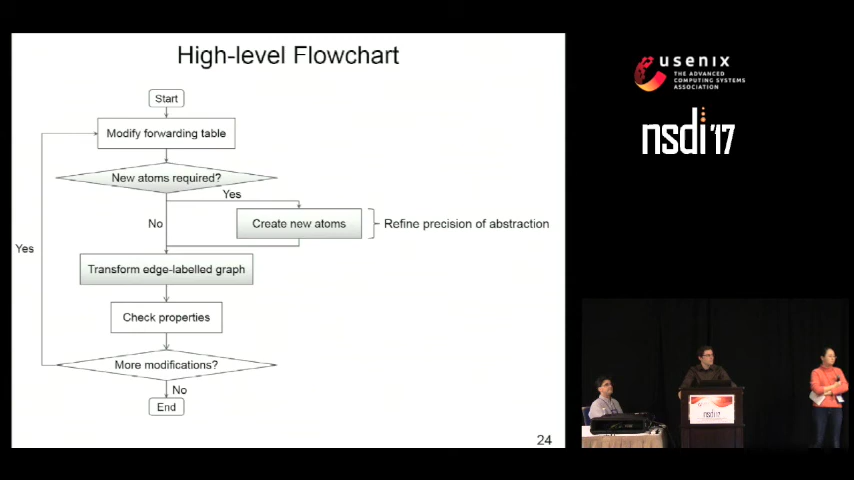 High-level Flowchart
Start
Modify forwarding table
New atoms required?
Yes
No
Create new atoms
Refine precision of abstraction
Yes
Transform edge-labelled graph
Check properties
More modifications?
No
End
24
usenix
THE ADVANCED
COMPUTING SYSTEMS
ASSOCIATION
nsdi '17
nsdi '17